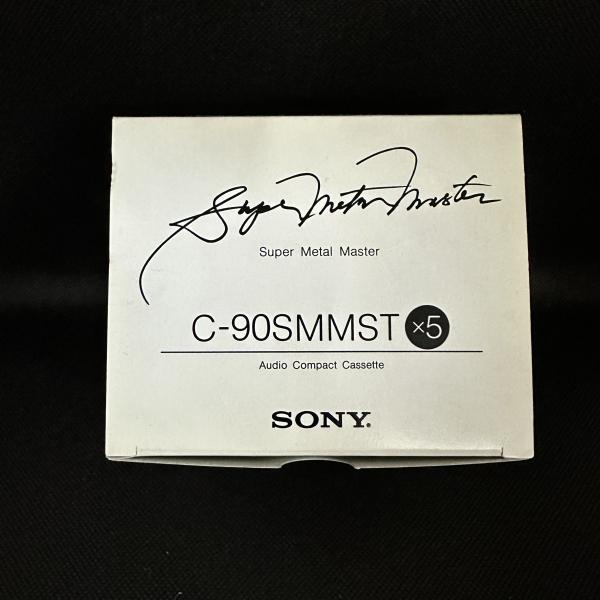 Super Metal Master
Super Metal Master
C-90SMMST ×5
Audio Compact Cassette
SONY®